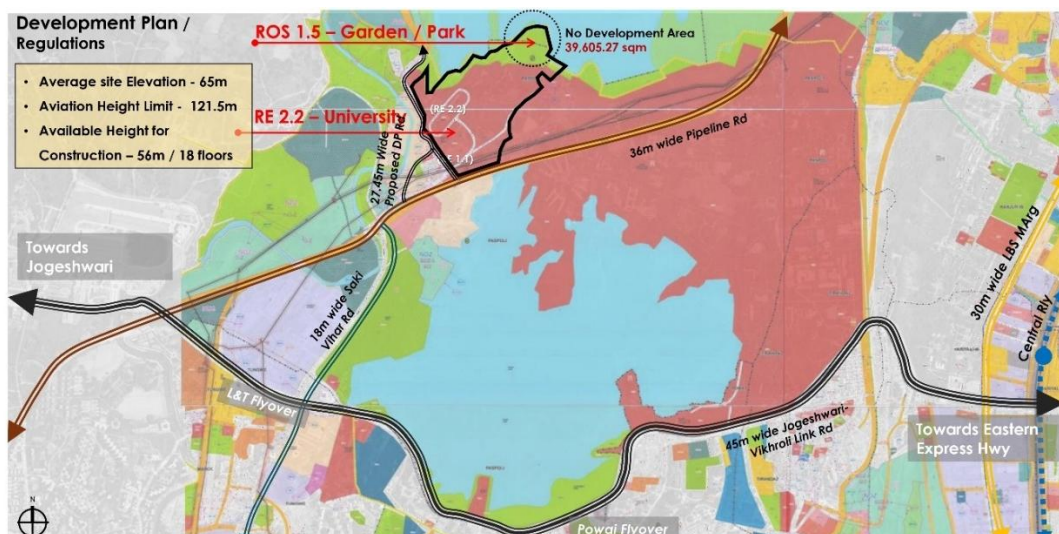 Development Plan /
Regulations
• Average site Elevation - 65m
• Aviation Height Limit - 121.5m
• Available Height for
Construction – 56m / 18 floors
ROS 1.5 – Garden / Park
No Development Area
39,605.27 sqm
(RE 2.2)
RE 2.2 – University
27.45m Wide
Proposed DP Rd
36m wide Pipeline Rd
Towards
Jogeshwari
18m wide Saki
Vihar Rd
30m wide LBS MArg
Central Rly
L&T Flyover
45m wide Jogeshwari-
Vikhroli Link Rd
Towards Eastern
Express Hwy
Powai Flyover
N